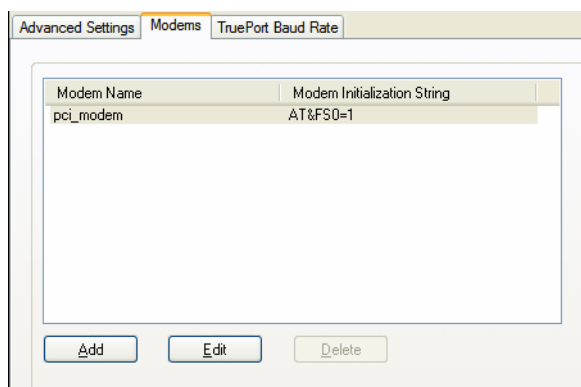 Advanced Settings Modems TruePort Baud Rate
Modem Name Modem Initialization String
pci_modem AT&FS0=1
Add Edit Delete